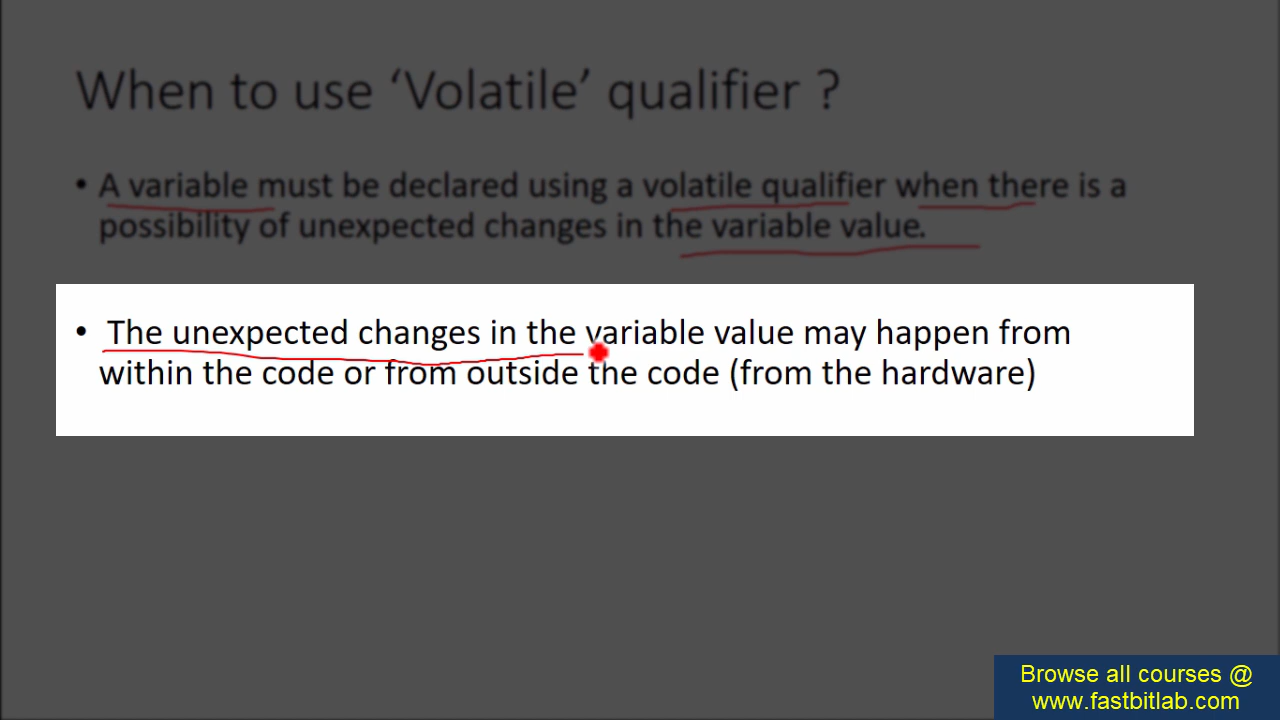 When to use ‘Volatile’ qualifier ?
• A variable must be declared using a volatile qualifier when there is a
possibility of unexpected changes in the variable value.
• The unexpected changes in the variable value may happen from
within the code or from outside the code (from the hardware)
Browse all courses @
www.fastbitlab.com